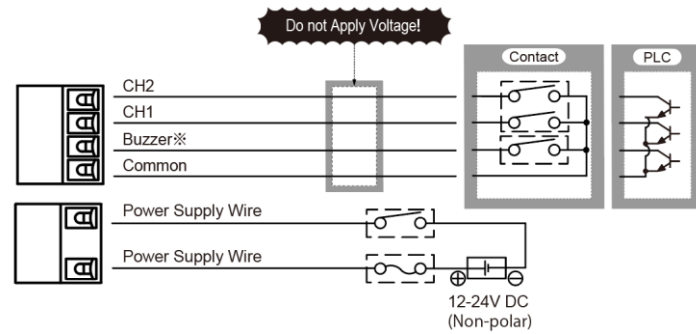 Do not Apply Voltage!
Contact
PLC
CH2
CH1
Buzzer※
Common
Power Supply Wire
Power Supply Wire
12-24V DC
(Non-polar)